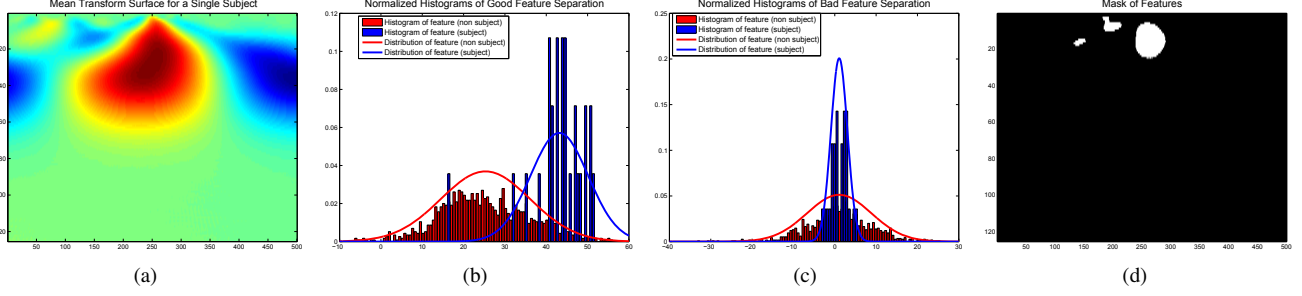 Mean Transform Surface for a Single Subject
20
40
60
80
100
120
50 100 150 200 250 300 350 400 450 500
(a)
Normalized Histograms of Good Feature Separation
Histogram of feature (non subject)
Histogram of feature (subject)
Distribution of feature (non subject)
Distribution of feature (subject)
0.12
0.1
0.08
0.06
0.04
0.02
0
-10 0 10 20 30 40 50 60
(b)
Normalized Histograms of Bad Feature Separation
Histogram of feature (non subject)
Histogram of feature (subject)
Distribution of feature (non subject)
Distribution of feature (subject)
0.25
0.2
0.15
0.1
0.05
0
-40 -30 -20 -10 0 10 20 30
(c)
Mask of Features
20
40
60
80
100
120
50 100 150 200 250 300 350 400 450 500
(d)